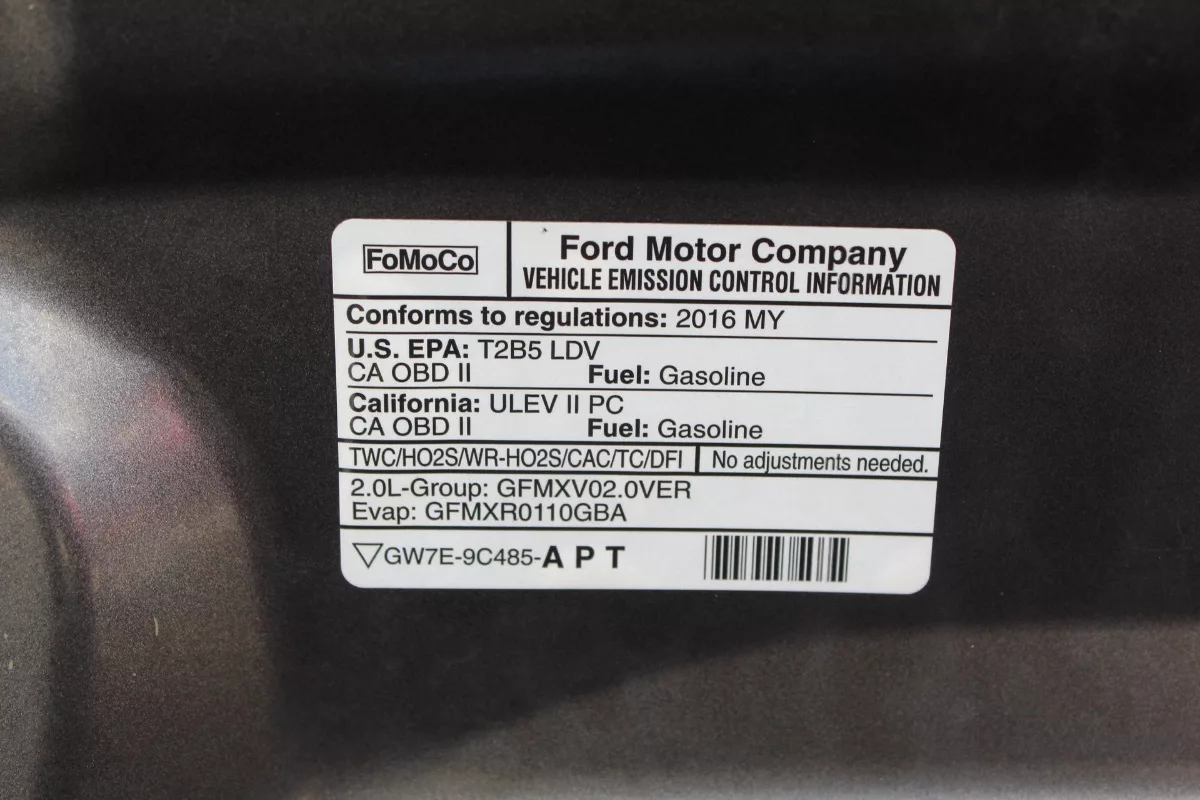 FoMoCo
Ford Motor Company
VEHICLE EMISSION CONTROL INFORMATION
Conforms to regulations: 2016 MY
U.S. EPA: T2B5 LDV
CA OBD II Fuel: Gasoline
California: ULEV II PC
CA OBD II Fuel: Gasoline
TWC/HO2S/WR-HO2S/CAC/TC/DFI No adjustments needed.
2.0L-Group: GFMXV02.0VER
Evap: GFMXR0110GBA
▽GW7E-9C485-A P T